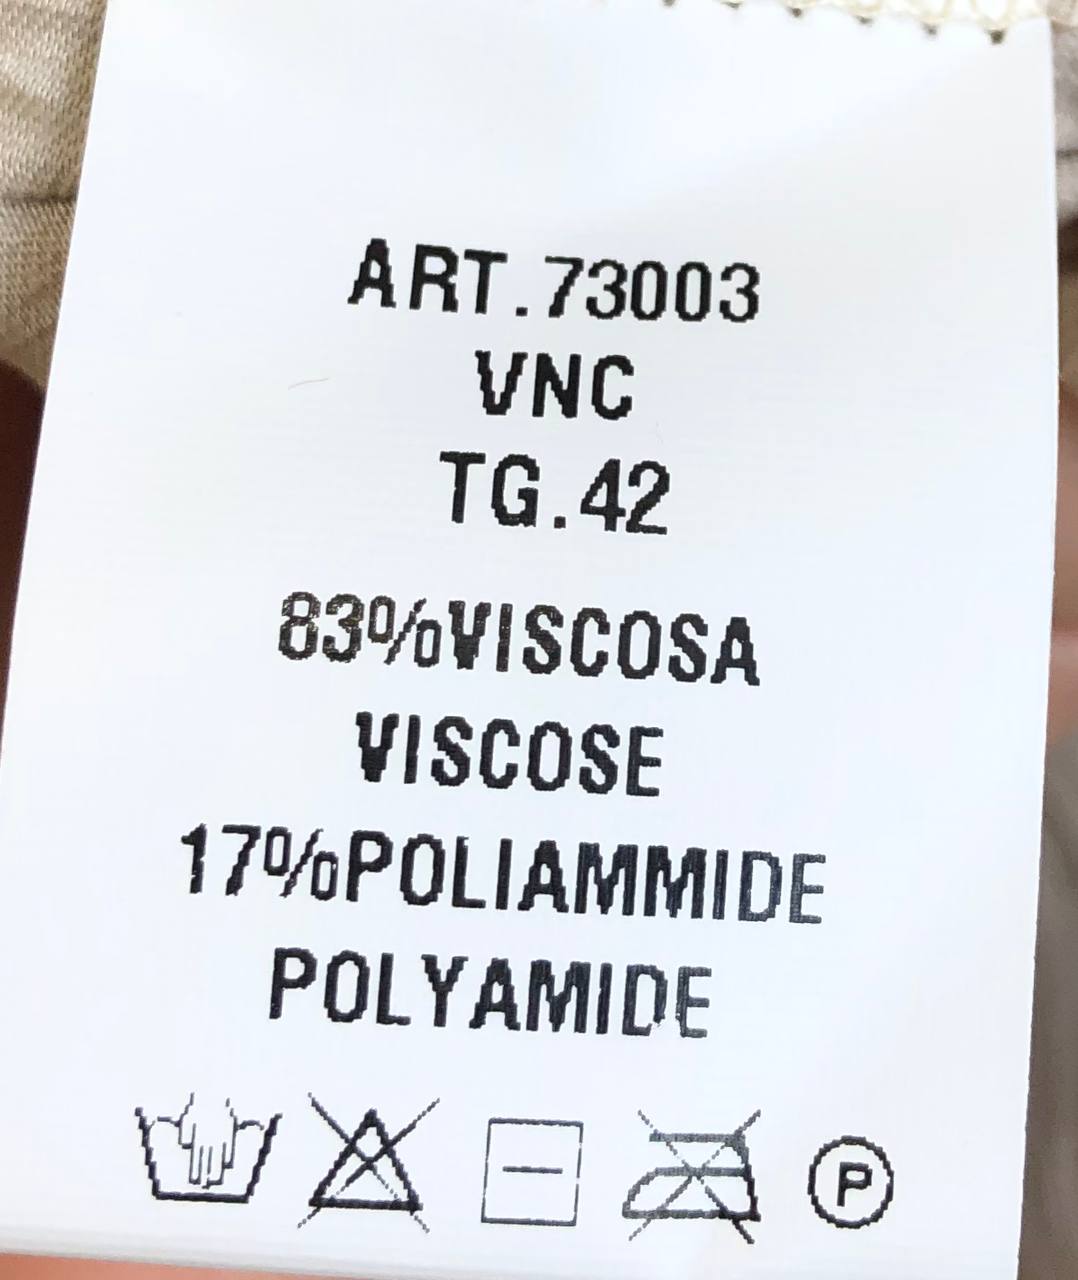 ART.73003
VNC
TG.42
83%VISCOSA
VISCOSE
17%POLIAMMIDE
POLYAMIDE
P